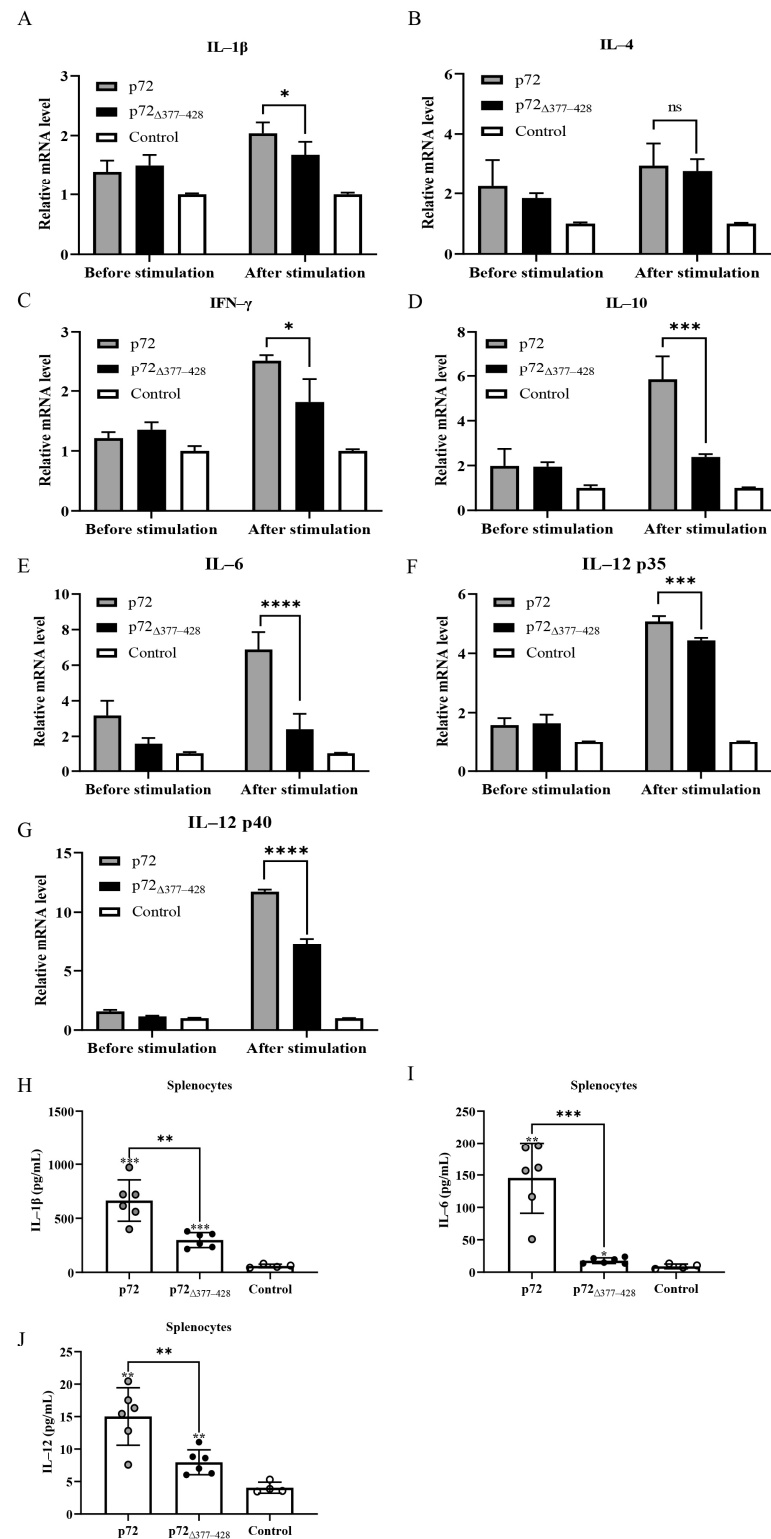 A
IL–1β
Relative mRNA level
3
2
1
0
p72
p72Δ377–428
Control
*
Before stimulation
After stimulation
B
IL–4
Relative mRNA level
6
4
2
0
p72
p72Δ377–428
Control
ns
Before stimulation
After stimulation
C
IFN–γ
Relative mRNA level
3
2
1
0
p72
p72Δ377–428
Control
*
Before stimulation
After stimulation
D
IL–10
Relative mRNA level
8
6
4
2
0
p72
p72Δ377–428
Control
***
Before stimulation
After stimulation
E
IL–6
Relative mRNA level
10
8
6
4
2
0
p72
p72Δ377–428
Control
****
Before stimulation
After stimulation
F
IL–12 p35
Relative mRNA level
6
4
2
0
p72
p72Δ377–428
Control
***
Before stimulation
After stimulation
G
IL–12 p40
Relative mRNA level
15
10
5
0
p72
p72Δ377–428
Control
****
Before stimulation
After stimulation
H
Splenocytes
IL–1β (pg/mL)
1500
1000
500
0
**
***
***
p72
p72Δ377–428
Control
I
Splenocytes
IL–6 (pg/mL)
250
200
150
100
50
0
***
**
*
p72
p72Δ377–428
Control
J
Splenocytes
IL–12 (pg/mL)
25
20
15
10
5
0
**
**
**
p72
p72Δ377–428
Control